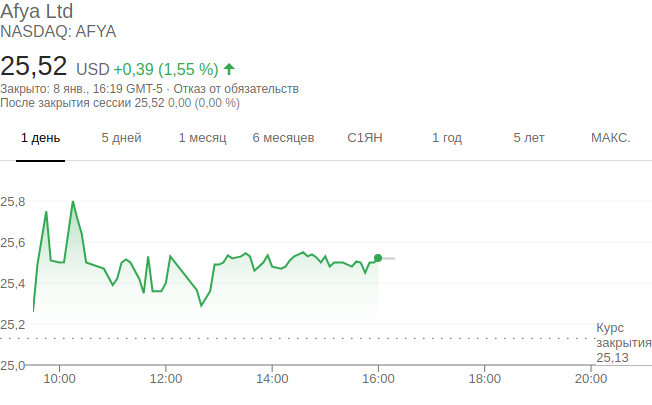 Afya Ltd
NASDAQ: AFYA
25,52 USD +0,39 (1,55 %)
Закрыто: 8 янв., 16:19 GMT-5 · Отказ от обязательств
После закрытия сессии 25,52 0,00 (0,00 %)
1 день 5 дней 1 месяц 6 месяцев С1ЯН 1 год 5 лет МАКС.
25,8
25,6
25,4
25,2
Курс
закрытия
25,13
25,0
10:00 12:00 14:00 16:00 18:00 20:00